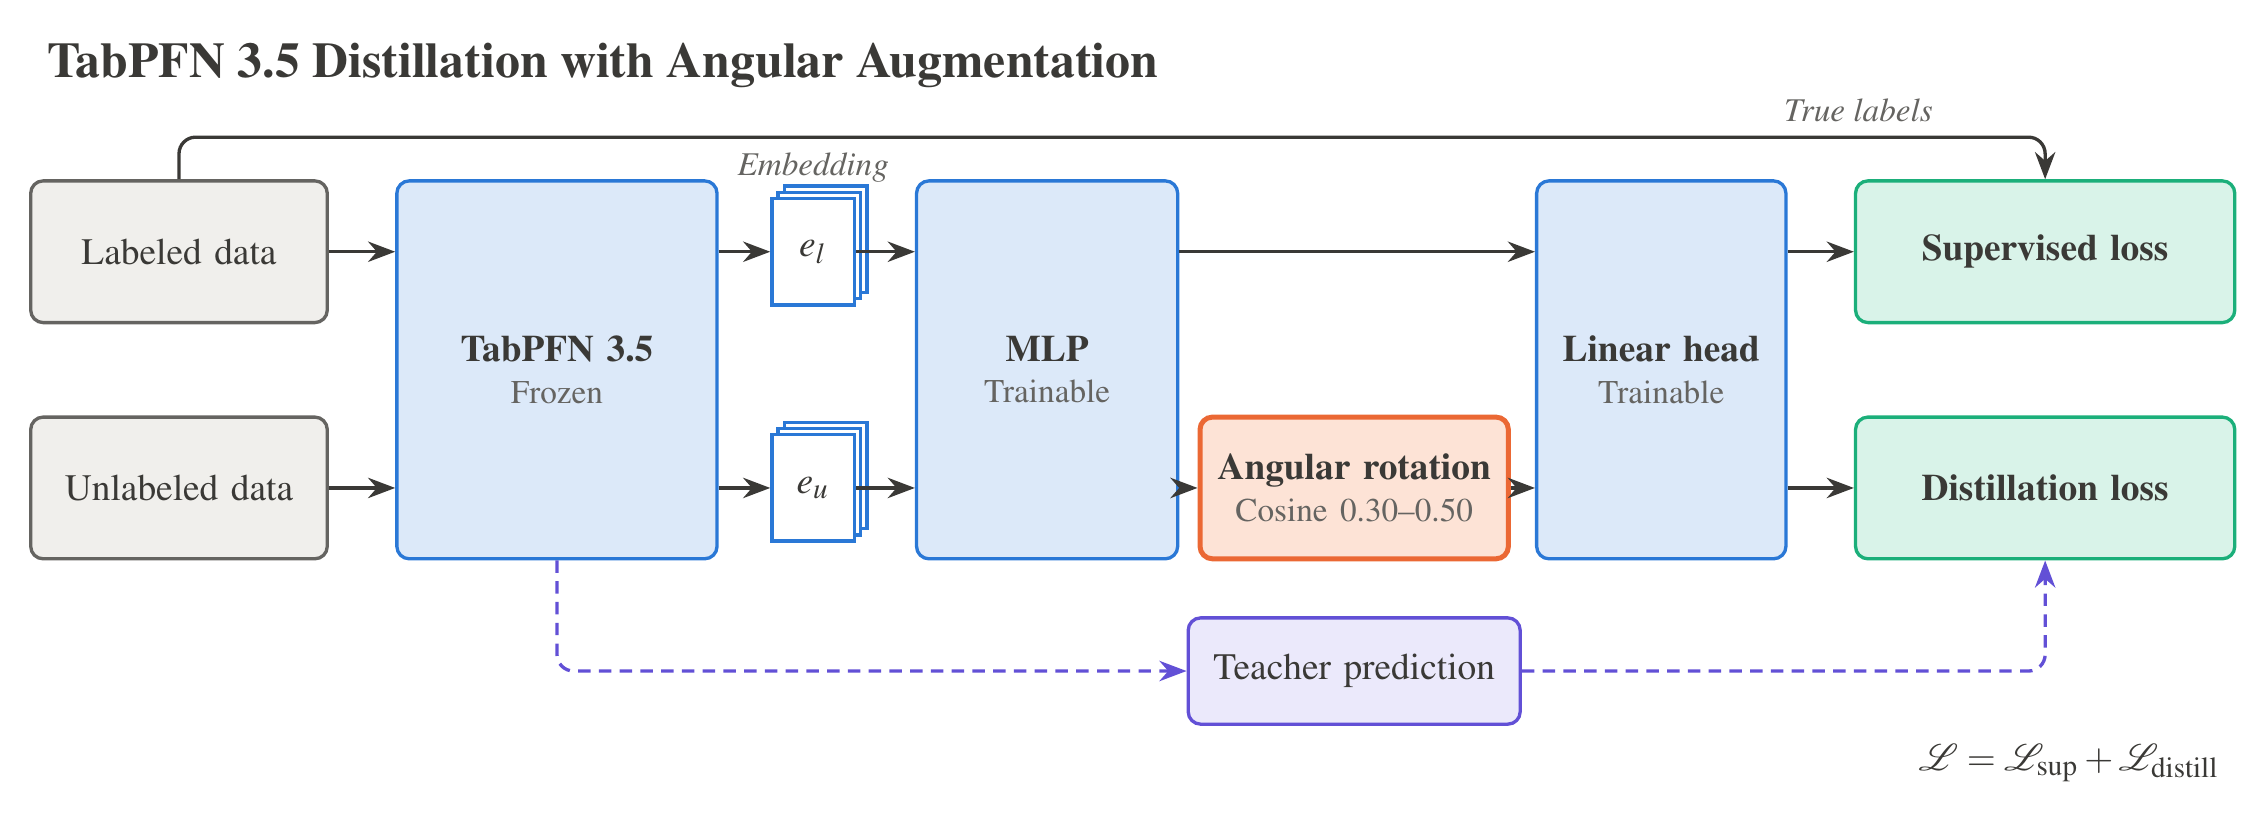 TabPFN 3.5 Distillation with Angular Augmentation
True labels
Embedding
Labeled data
e_l
Supervised loss
TabPFN 3.5
Frozen
MLP
Trainable
Linear head
Trainable
Unlabeled data
e_u
Angular rotation
Cosine 0.30–0.50
Distillation loss
Teacher prediction
ℒ = ℒ_sup + ℒ_distill